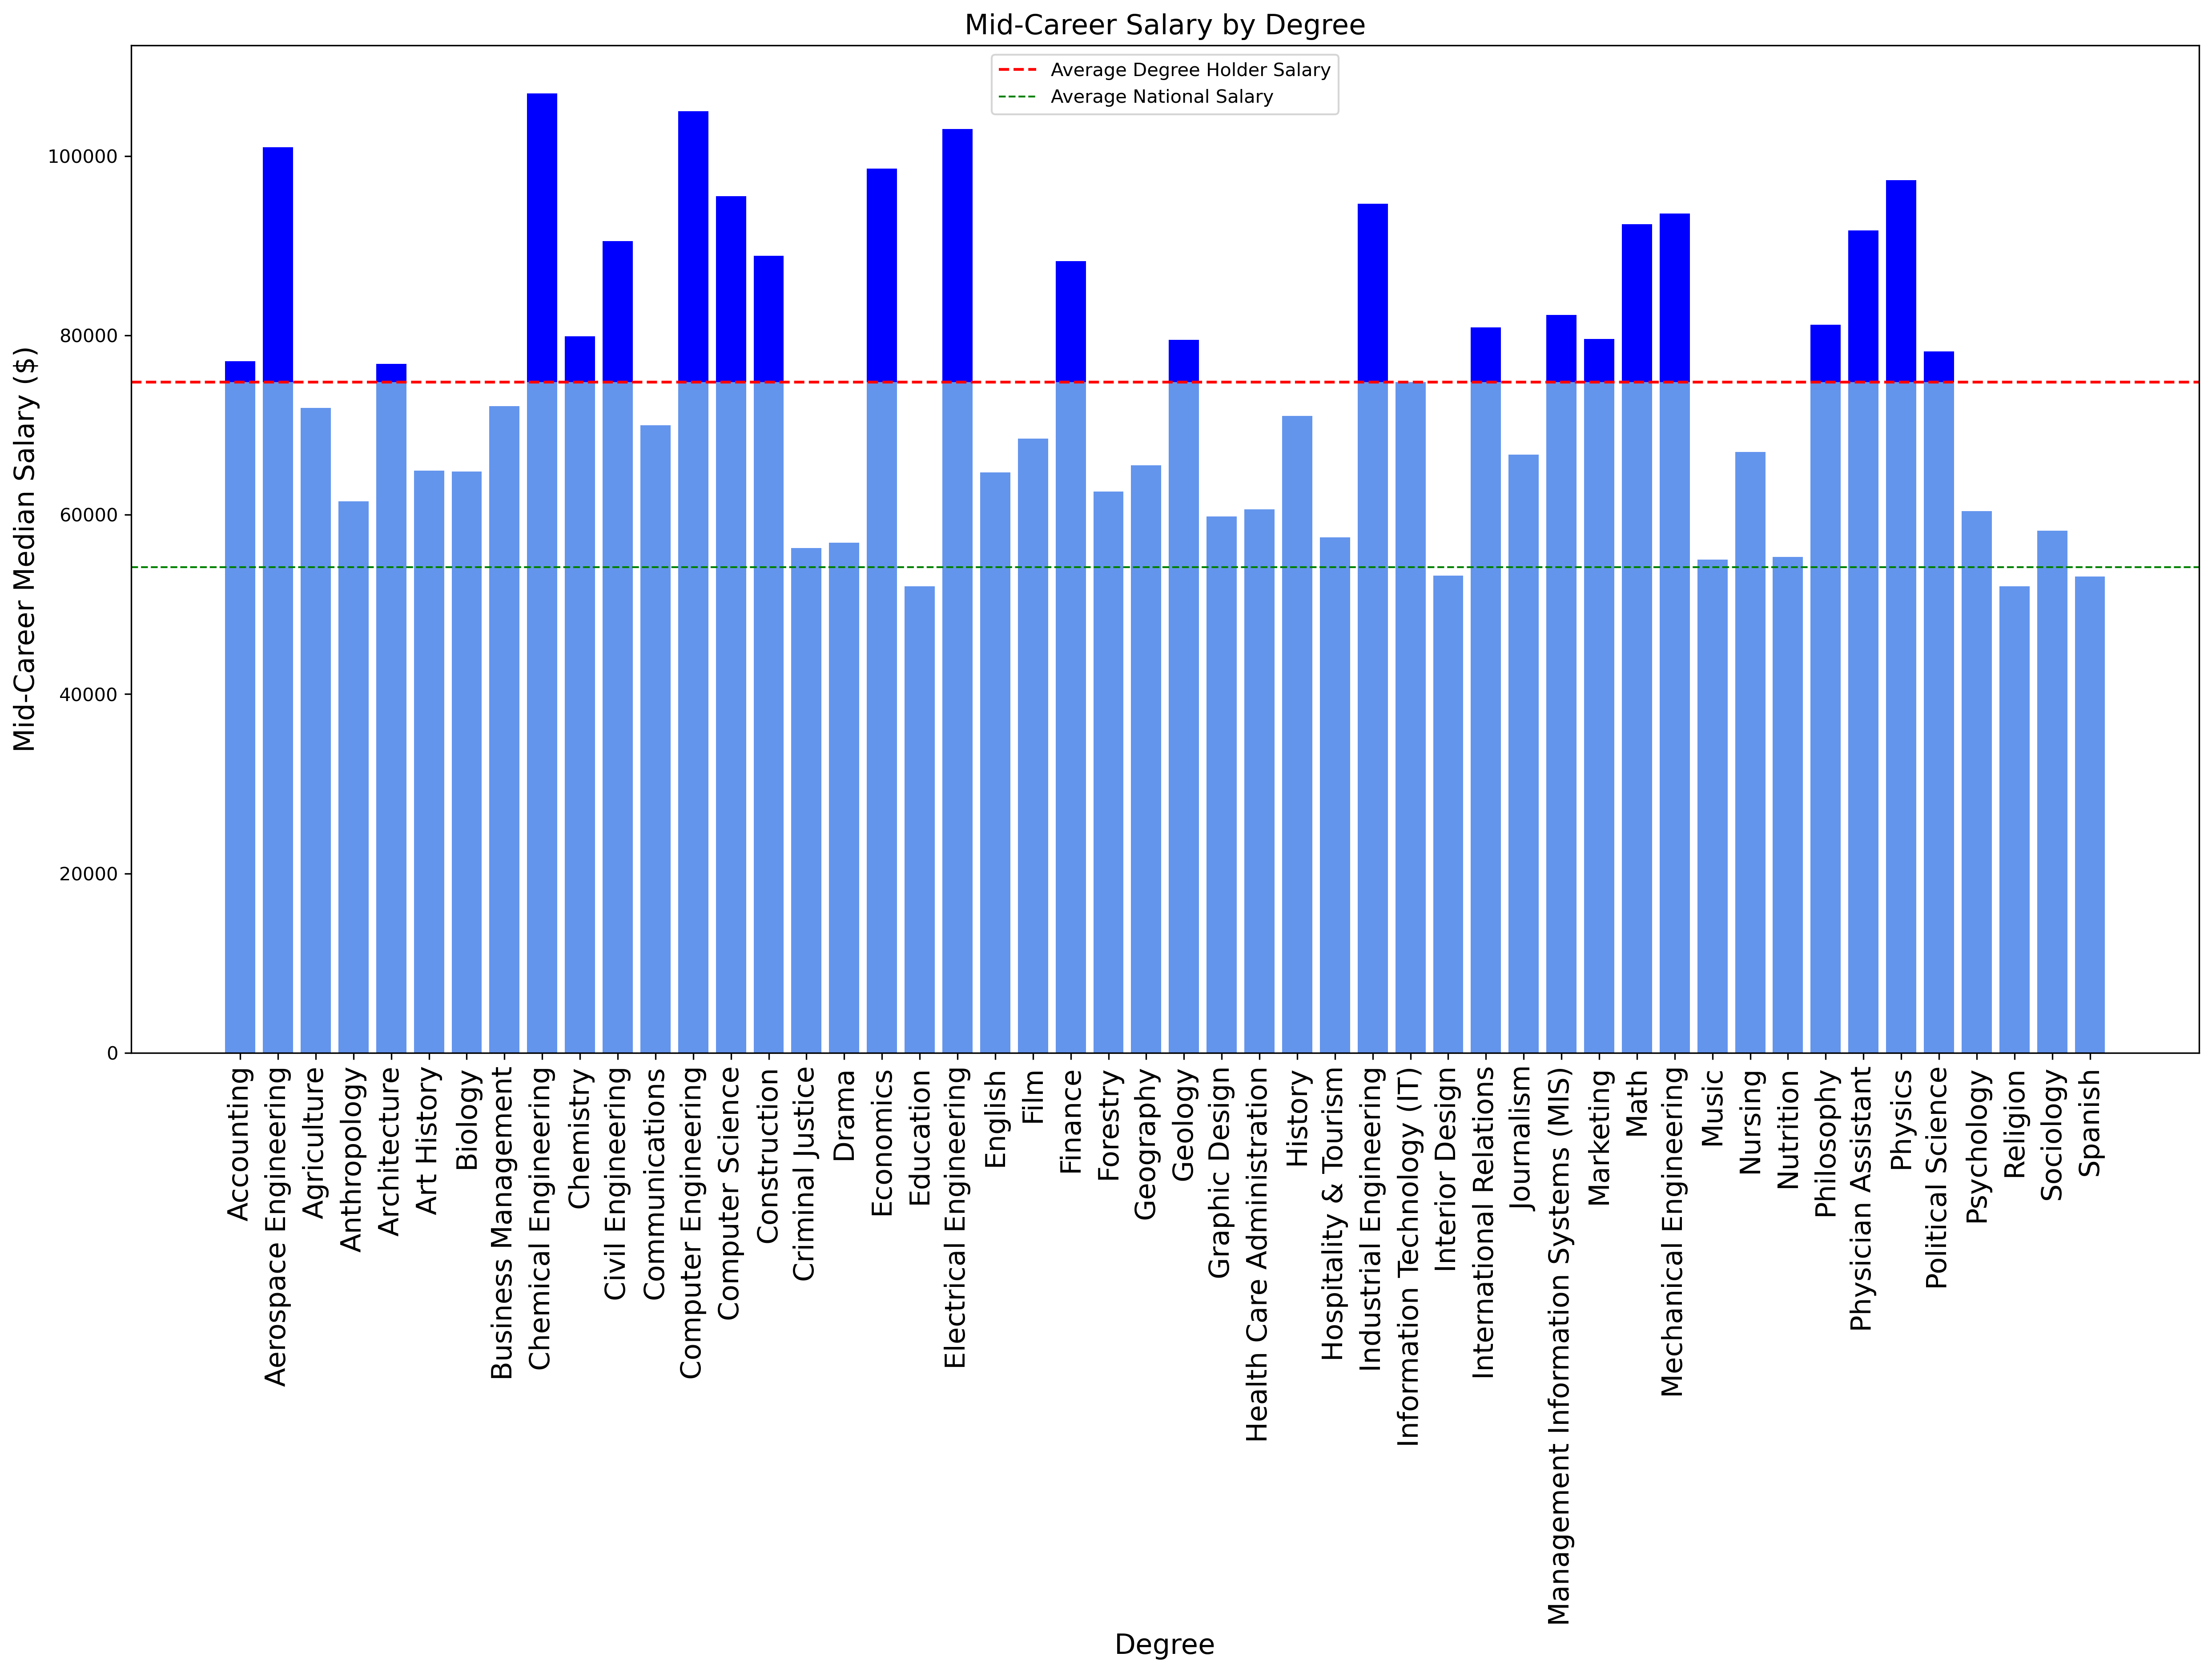 Mid-Career Salary by Degree
Average Degree Holder Salary
Average National Salary
Mid-Career Median Salary ($)
100000
80000
60000
40000
20000
0
Accounting
Aerospace Engineering
Agriculture
Anthropology
Architecture
Art History
Biology
Business Management
Chemical Engineering
Chemistry
Civil Engineering
Communications
Computer Engineering
Computer Science
Construction
Criminal Justice
Drama
Economics
Education
Electrical Engineering
English
Film
Finance
Forestry
Geography
Geology
Graphic Design
Health Care Administration
History
Hospitality & Tourism
Industrial Engineering
Information Technology (IT)
Interior Design
International Relations
Journalism
Management Information Systems (MIS)
Marketing
Math
Mechanical Engineering
Music
Nursing
Nutrition
Philosophy
Physician Assistant
Physics
Political Science
Psychology
Religion
Sociology
Spanish
Degree